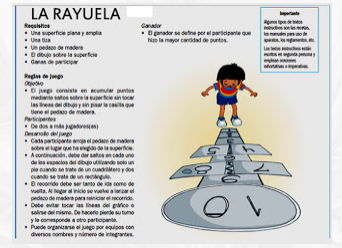 LA RAYUELA
Requisitos
• Una superficie plana y amplia
• Una tiza
• Un pedazo de madera
• El dibujo sobre la superficie
• Ganas de participar
Reglas de juego
Objetivo
• El juego consiste en acumular puntos
mediante saltos sobre la superficie sin tocar
las líneas del dibujo y sin pisar la casilla que
tiene el pedazo de madera.
Participantes
• De dos a más jugadores(as)
Desarrollo del juego
• Cada participante arroja el pedazo de madera
sobre el lugar que ha elegido de la superficie.
• A continuación, debe dar saltos en cada uno
de los espacios del dibujo utilizando solo un
pie cuando se trate de un cuadrilátero y dos
cuando se trate de un rectángulo.
• El recorrido debe ser tanto de ida como de
vuelta. Al llegar al inicio se vuelve a lanzar el
pedazo de madera para reiniciar el recorrido.
• Debe evitar tocar las líneas del gráfico o
salirse del mismo. De hacerlo pierde su turno
y le corresponde a otro participante.
• Puede organizarse el juego por equipos con
diversos nombres y número de integrantes.
Ganador
• El ganador se define por el participante que
hizo la mayor cantidad de puntos.
Importante
Algunos tipos de textos
instructivos son las recetas,
los manuales para uso de
aparatos, los reglamentos, etc.
Los textos instructivos están
escritos en segunda persona y
emplean oraciones
exhortativas o imperativas.